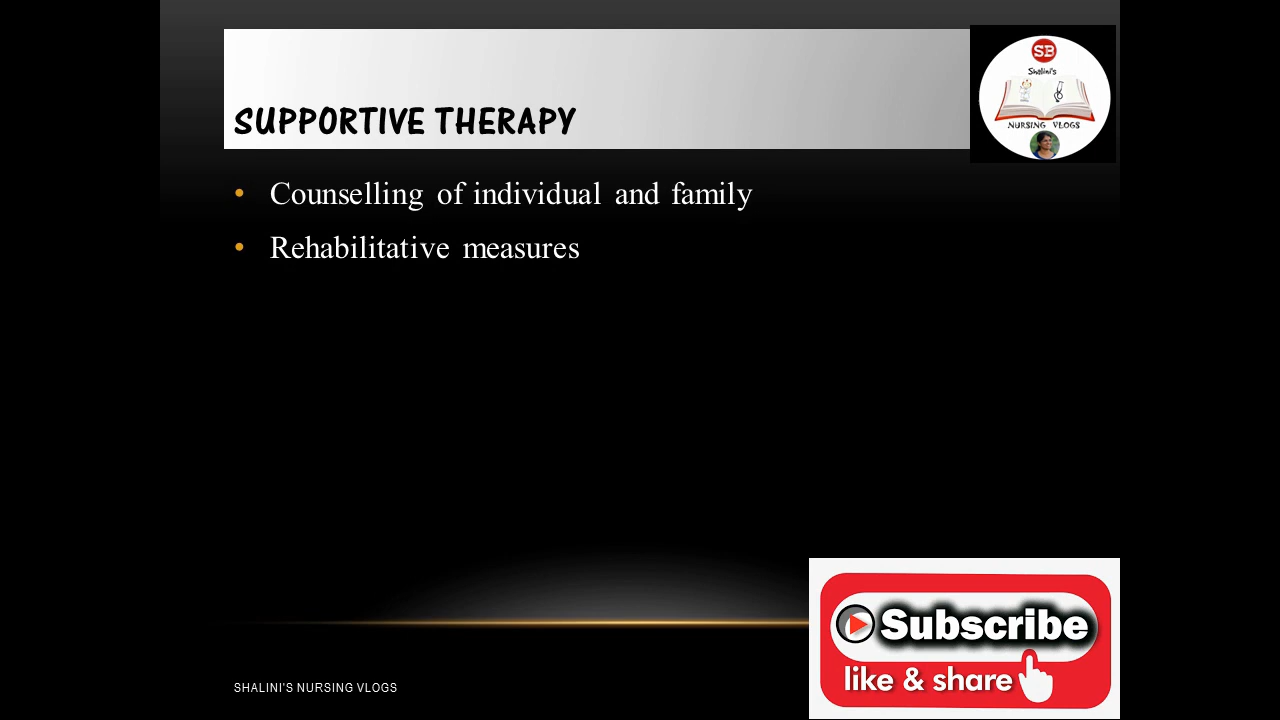 SUPPORTIVE THERAPY
SB
Shalini's
NURSING VLOGS
• Counselling of individual and family
• Rehabilitative measures
Subscribe
like & share
SHALINI'S NURSING VLOGS